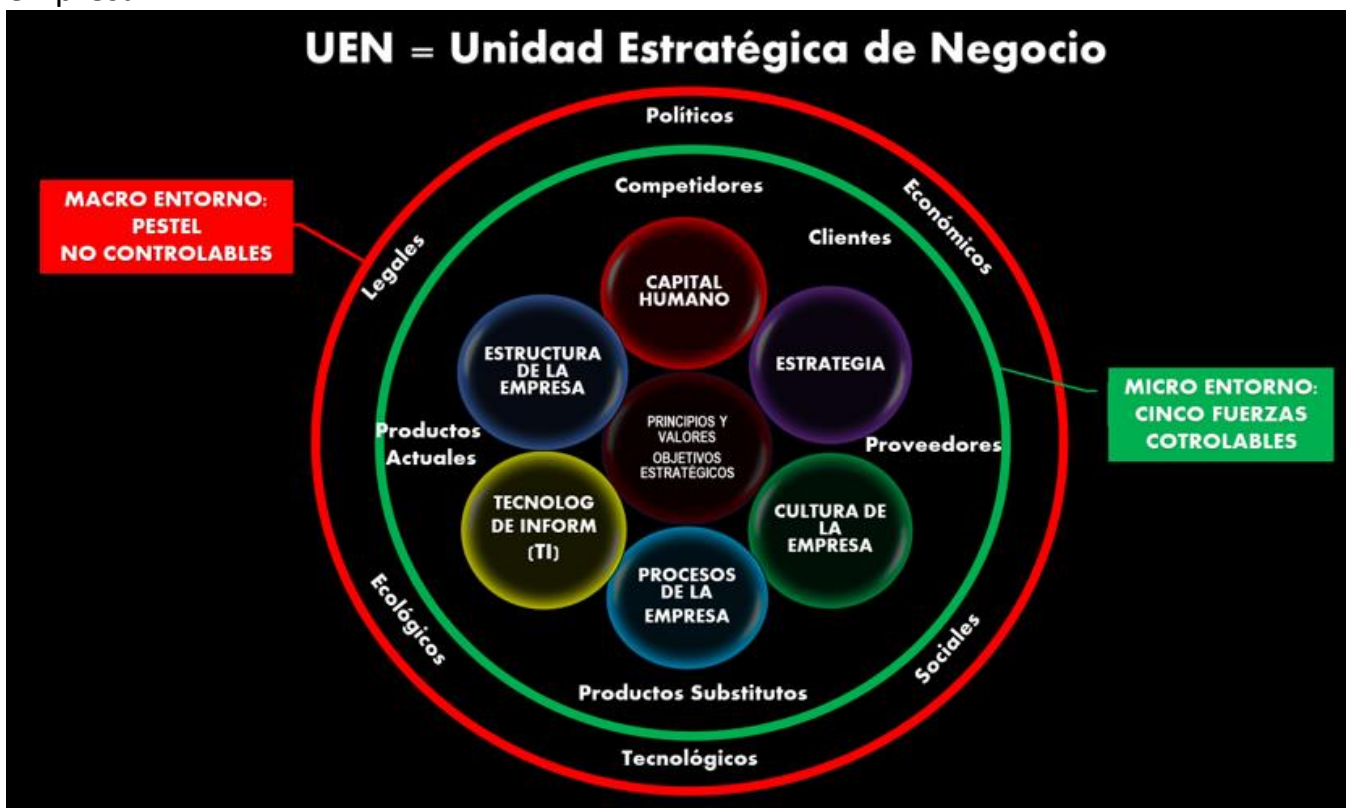 UEN = Unidad Estratégica de Negocio
Políticos
Económicos
Sociales
Tecnológicos
Ecológicos
Legales
MACRO ENTORNO:
PESTEL
NO CONTROLABLES
MICRO ENTORNO:
CINCO FUERZAS
COTROLABLES
Competidores
Clientes
Proveedores
Productos Substitutos
Productos
Actuales
CAPITAL
HUMANO
ESTRATEGIA
CULTURA DE
LA
EMPRESA
PROCESOS
DE LA
EMPRESA
TECNOLOG
DE INFORM
(TI)
ESTRUCTURA
DE LA
EMPRESA
PRINCIPIOS Y
VALORES
OBJETIVOS
ESTRATÉGICOS